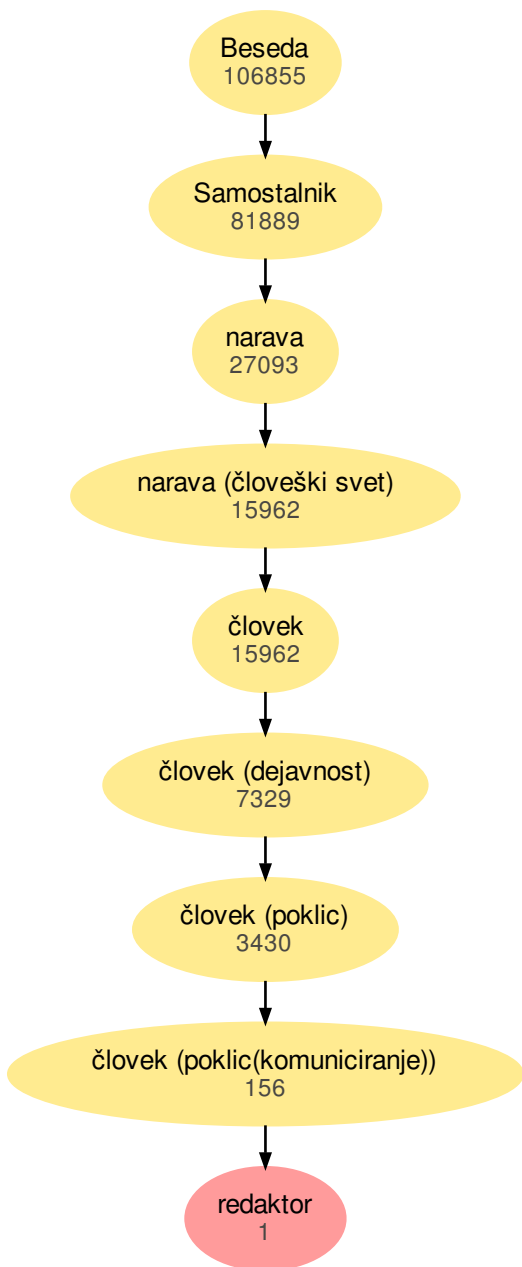 Beseda
106855
Samostalnik
81889
narava
27093
narava (človeški svet)
15962
človek
15962
človek (dejavnost)
7329
človek (poklic)
3430
človek (poklic(komuniciranje))
156
redaktor
1